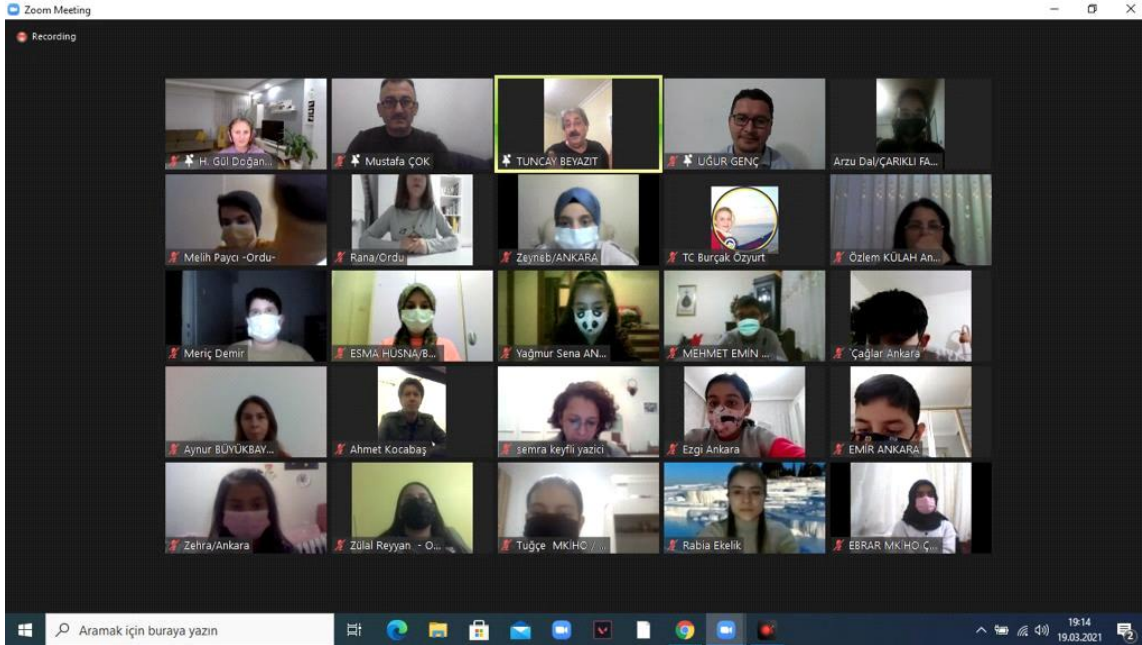 Zoom Meeting
Recording
H. Gül Doğan...
Mustafa ÇOK
TUNCAY BEYAZIT
UĞUR GENÇ
Arzu Dal/ÇARIKLI FA...
Melih Paycı -Ordu-
Rana/Ordu
Zeyneb/ANKARA
TC Burçak Özyurt
Özlem KÜLAH An...
Meriç Demir
ESMA HÜSNA/B...
Yağmur Sena AN...
MEHMET EMİN ...
Çağlar Ankara
Aynur BÜYÜKBAY...
Ahmet Kocabaş
semra keyfli yazici
Ezgi Ankara
EMİR ANKARA
Zehra/Ankara
Zülal Reyyan - O...
Tuğçe MKİHO / ...
Rabia Ekelik
EBRAR MKİHO Ç...
Aramak için buraya yazın
19:14
19.03.2021
2